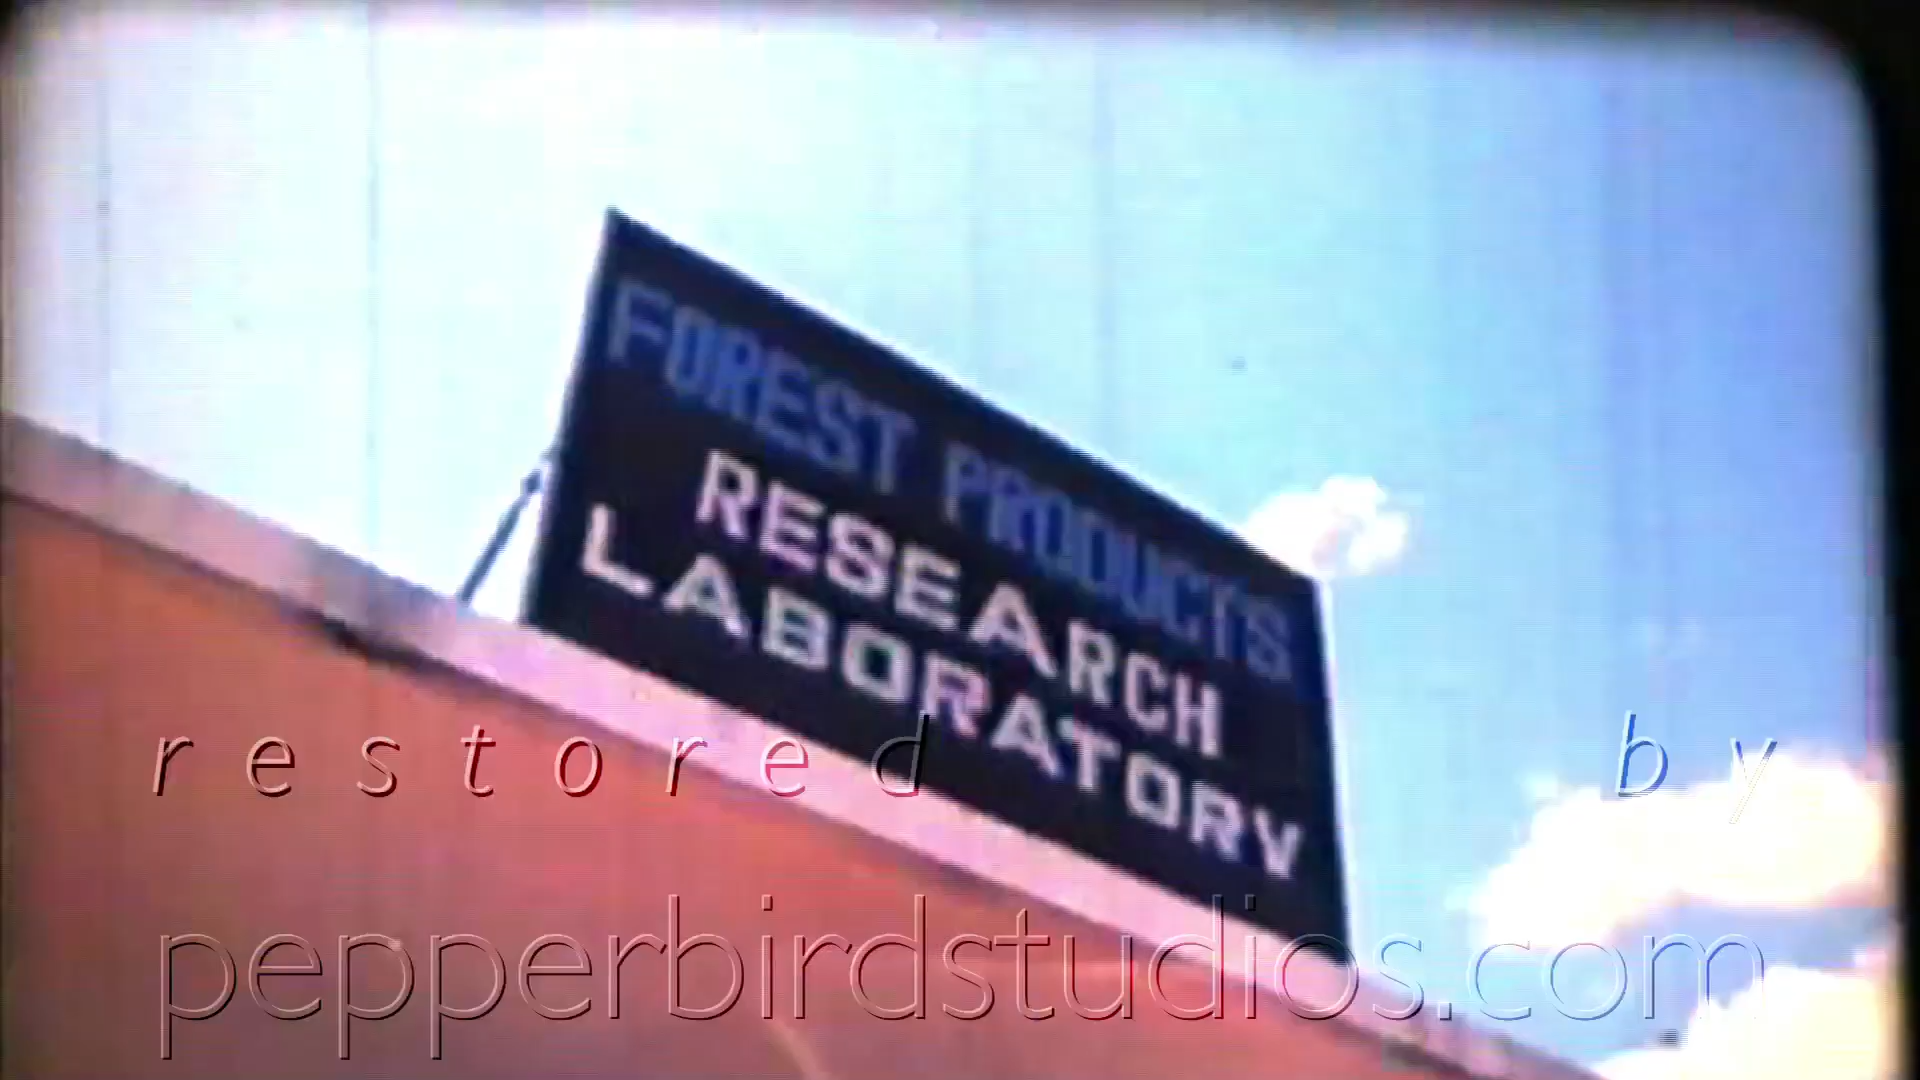 FOREST PRODUCTS
RESEARCH
LABORATORY
restored by
pepperbirdstudios.com